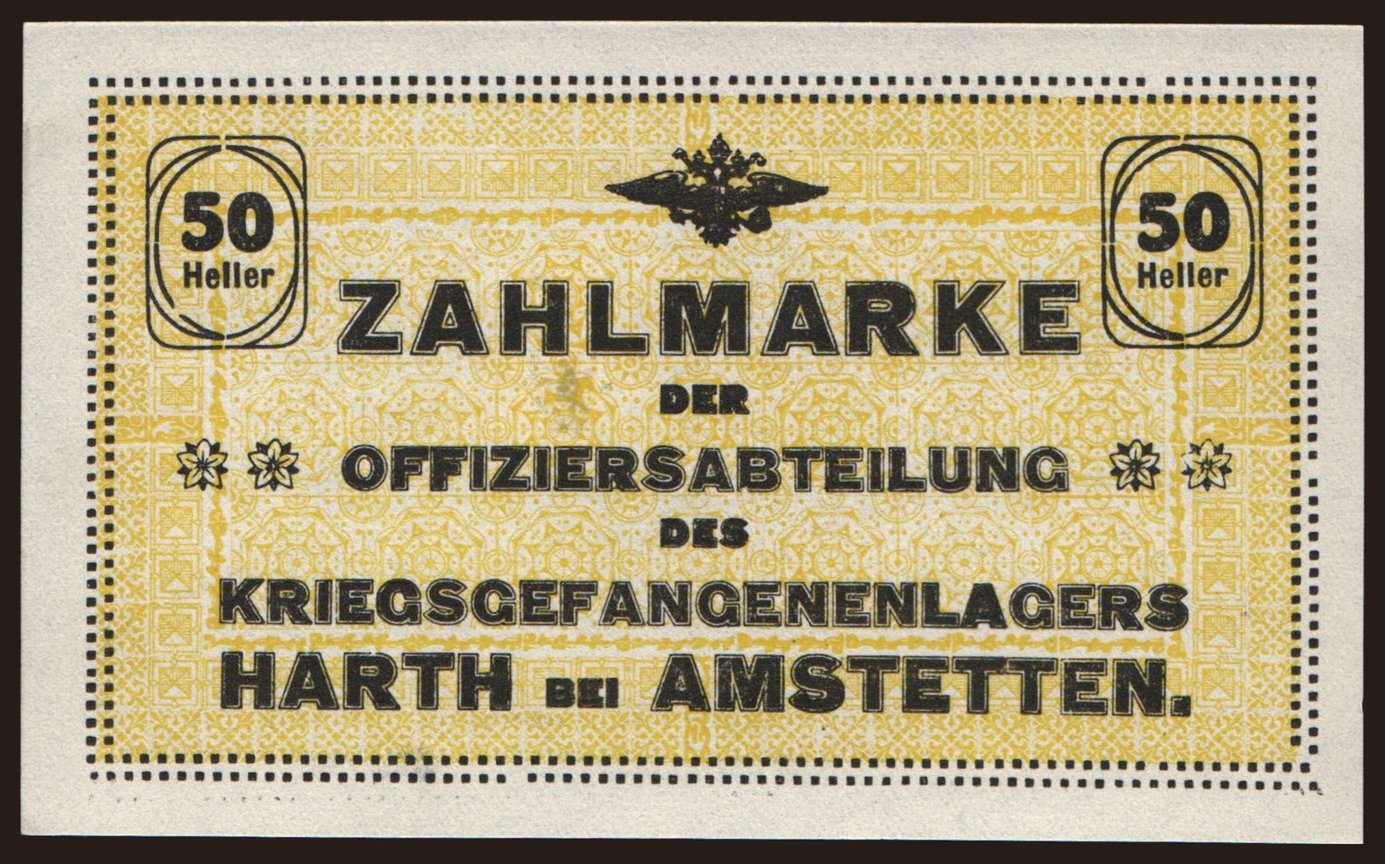 50 Heller
50 Heller
ZAHLMARKE
DER
OFFIZIERSABTEILUNG
DES
KRIEGSGEFANGENENLAGERS
HARTH BEI AMSTETTEN.